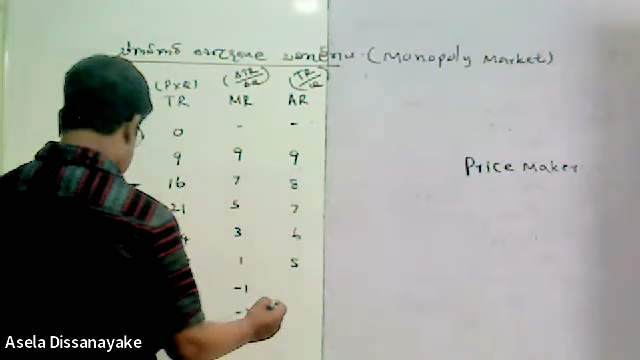 (Monopoly Market)
(PxQ) (ΔTR/ΔQ) (TR/Q)
TR MR AR
0 - -
9 9 9
16 7 8
21 5 7
4 3 6
1 5
-1
-
Price Maker
Asela Dissanayake